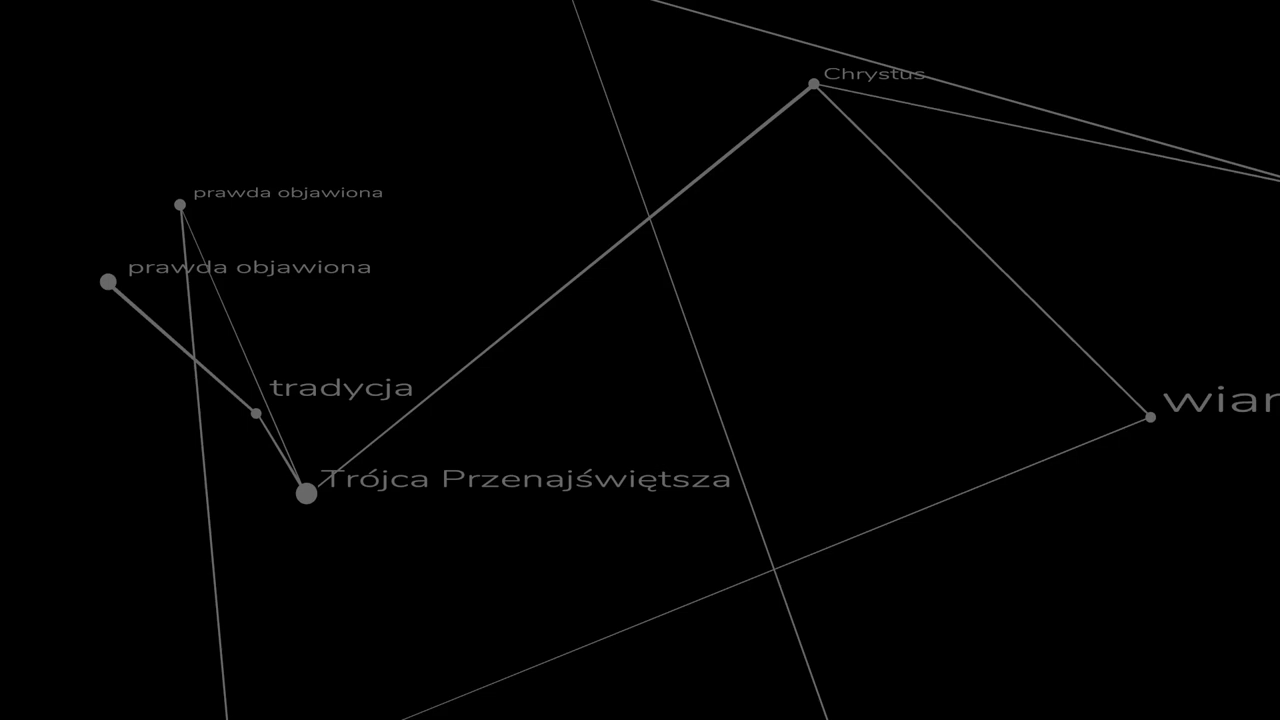 Chrystus
prawda objawiona
prawda objawiona
tradycja
Trójca Przenajświętsza